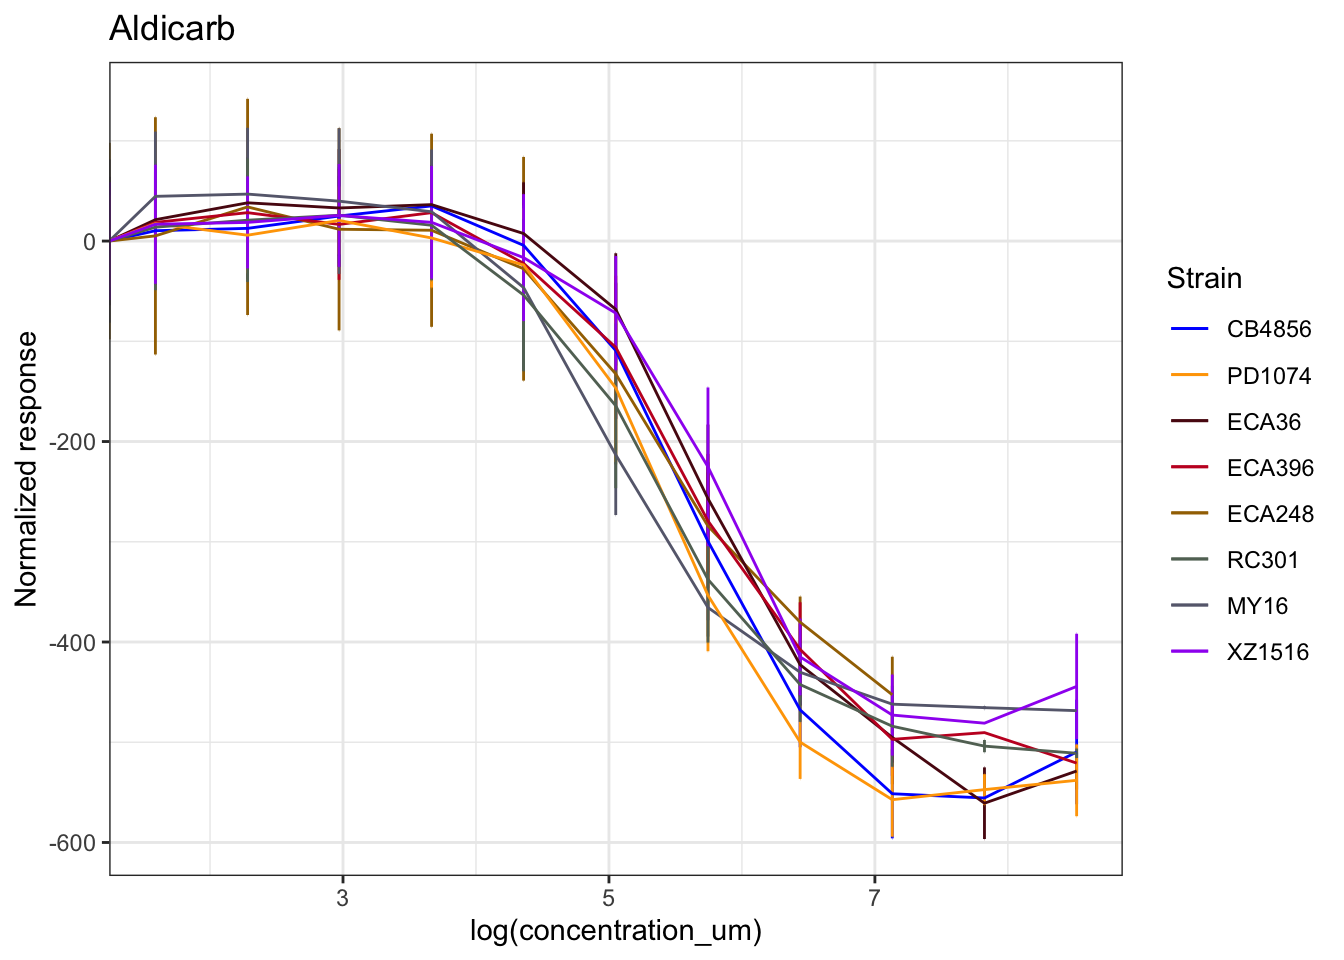 Aldicarb
Normalized response
0
-200
-400
-600
3
5
7
log(concentration_um)
Strain
CB4856
PD1074
ECA36
ECA396
ECA248
RC301
MY16
XZ1516